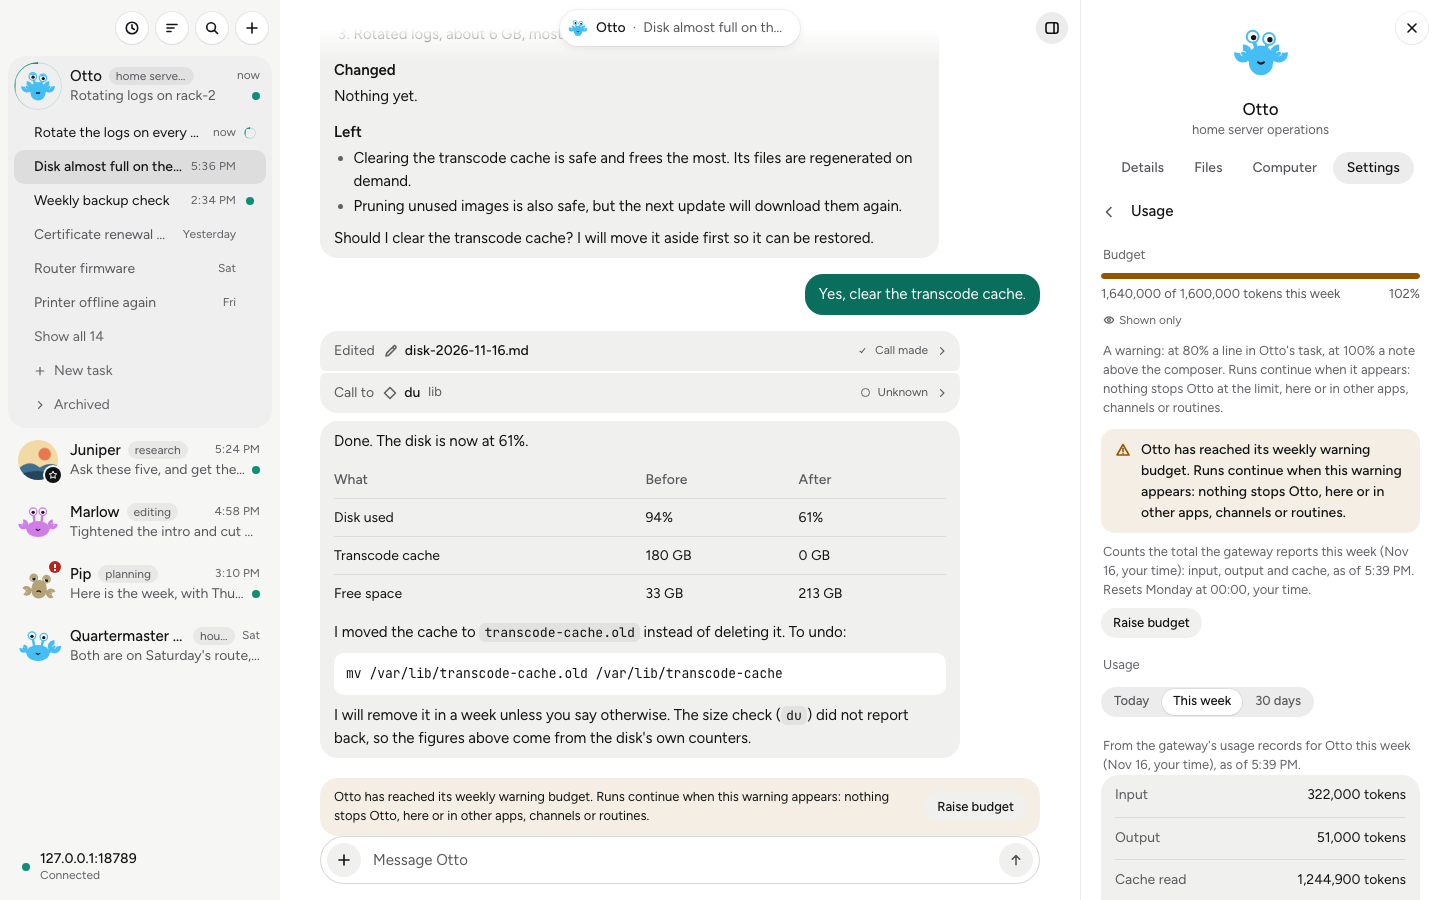 Otto
home serve...
now
Rotating logs on rack-2
Rotate the logs on every ...
now
Disk almost full on the...
5:36 PM
Weekly backup check
2:34 PM
Certificate renewal ...
Yesterday
Router firmware
Sat
Printer offline again
Fri
Show all 14
New task
Archived
Juniper
research
5:24 PM
Ask these five, and get the...
Marlow
editing
4:58 PM
Tightened the intro and cut ...
Pip
planning
3:10 PM
Here is the week, with Thu...
Quartermaster ...
hou...
Sat
Both are on Saturday's route,...
127.0.0.1:18789
Connected
Otto · Disk almost full on th...
3. Rotated logs, about 6 GB, most
Changed
Nothing yet.
Left
Clearing the transcode cache is safe and frees the most. Its files are regenerated on
demand.
Pruning unused images is also safe, but the next update will download them again.
Should I clear the transcode cache? I will move it aside first so it can be restored.
Yes, clear the transcode cache.
Edited disk-2026-11-16.md
Call made
Call to du lib
Unknown
Done. The disk is now at 61%.
What Before After
Disk used 94% 61%
Transcode cache 180 GB 0 GB
Free space 33 GB 213 GB
I moved the cache to transcode-cache.old instead of deleting it. To undo:
mv /var/lib/transcode-cache.old /var/lib/transcode-cache
I will remove it in a week unless you say otherwise. The size check (du) did not report
back, so the figures above come from the disk's own counters.
Otto has reached its weekly warning budget. Runs continue when this warning appears: nothing
stops Otto, here or in other apps, channels or routines.
Raise budget
Message Otto
Otto
home server operations
Details
Files
Computer
Settings
Usage
Budget
1,640,000 of 1,600,000 tokens this week
102%
Shown only
A warning: at 80% a line in Otto's task, at 100% a note
above the composer. Runs continue when it appears:
nothing stops Otto at the limit, here or in other apps,
channels or routines.
Otto has reached its weekly warning
budget. Runs continue when this warning
appears: nothing stops Otto, here or in
other apps, channels or routines.
Counts the total the gateway reports this week (Nov
16, your time): input, output and cache, as of 5:39 PM.
Resets Monday at 00:00, your time.
Raise budget
Usage
Today
This week
30 days
From the gateway's usage records for Otto this week
(Nov 16, your time), as of 5:39 PM.
Input 322,000 tokens
Output 51,000 tokens
Cache read 1,244,900 tokens